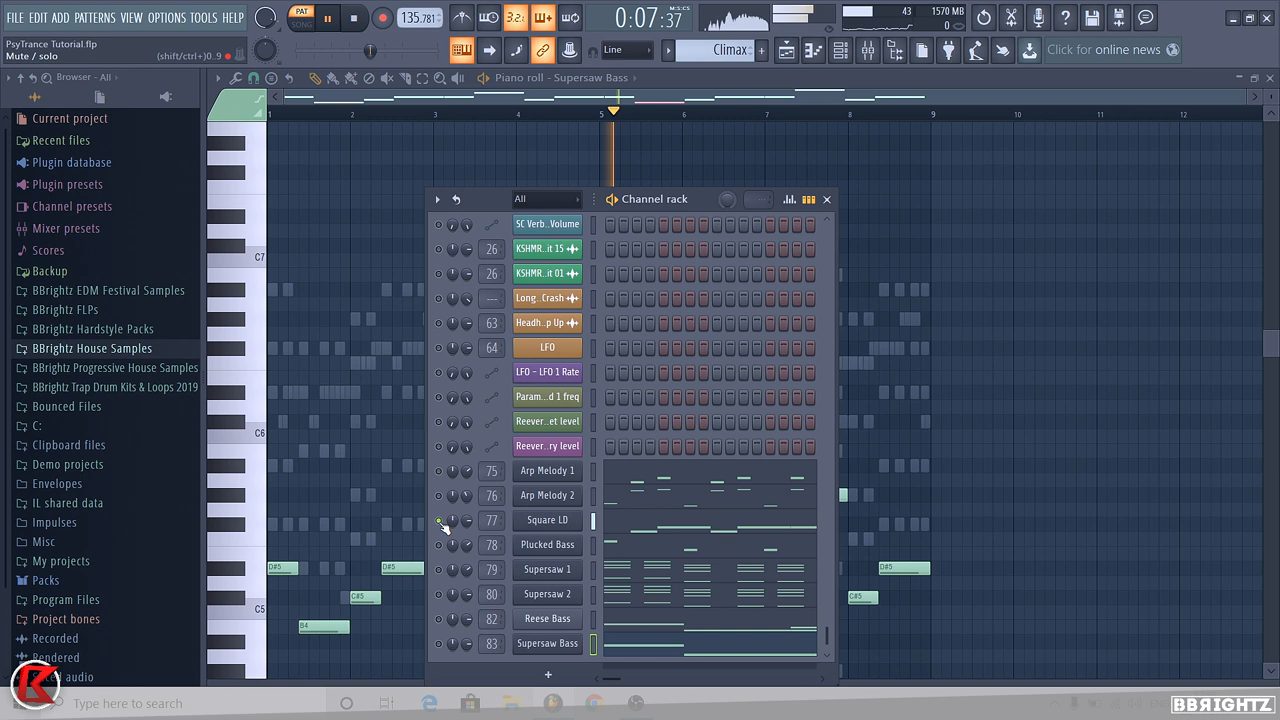 FILE EDIT ADD PATTERNS VIEW OPTIONS TOOLS HELP
PAT
SONG
135.781
3.2.
0:07:37
43
1570 MB
0
PsyTrance Tutorial.flp
Mute / solo
(shift/ctrl+)0..9
Line
Climax
Click for online news
Browser - All
Piano roll - Supersaw Bass
Current project
Recent files
Plugin database
Plugin presets
Channel presets
Mixer presets
Scores
Backup
BBrightz EDM Festival Samples
BBrightz FLPs
BBrightz Hardstyle Packs
BBrightz House Samples
BBrightz Progressive House Samples
BBrightz Trap Drum Kits & Loops 2019
Bounced Files
C:
Clipboard files
Demo projects
Envelopes
IL shared data
Impulses
Misc
My projects
Packs
Program Files
Project bones
Recorded
Rendered
audio
1 2 3 4 5 6 7 8 9 10 11 12
C7
C6
C5
D#5
B4
C#5
D#5
C#5
D#5
All
Channel rack
SC Verb..Volume
26 KSHMR..it 15
26 KSHMR..it 01
--- Long..Crash
63 Headh..p Up
64 LFO
LFO - LFO 1 Rate
Param...d 1 freq
Reever..et level
Reever..ry level
75 Arp Melody 1
76 Arp Melody 2
77 Square LD
78 Plucked Bass
79 Supersaw 1
80 Supersaw 2
82 Reese Bass
83 Supersaw Bass
K
Type here to search
BBRIGHTZ